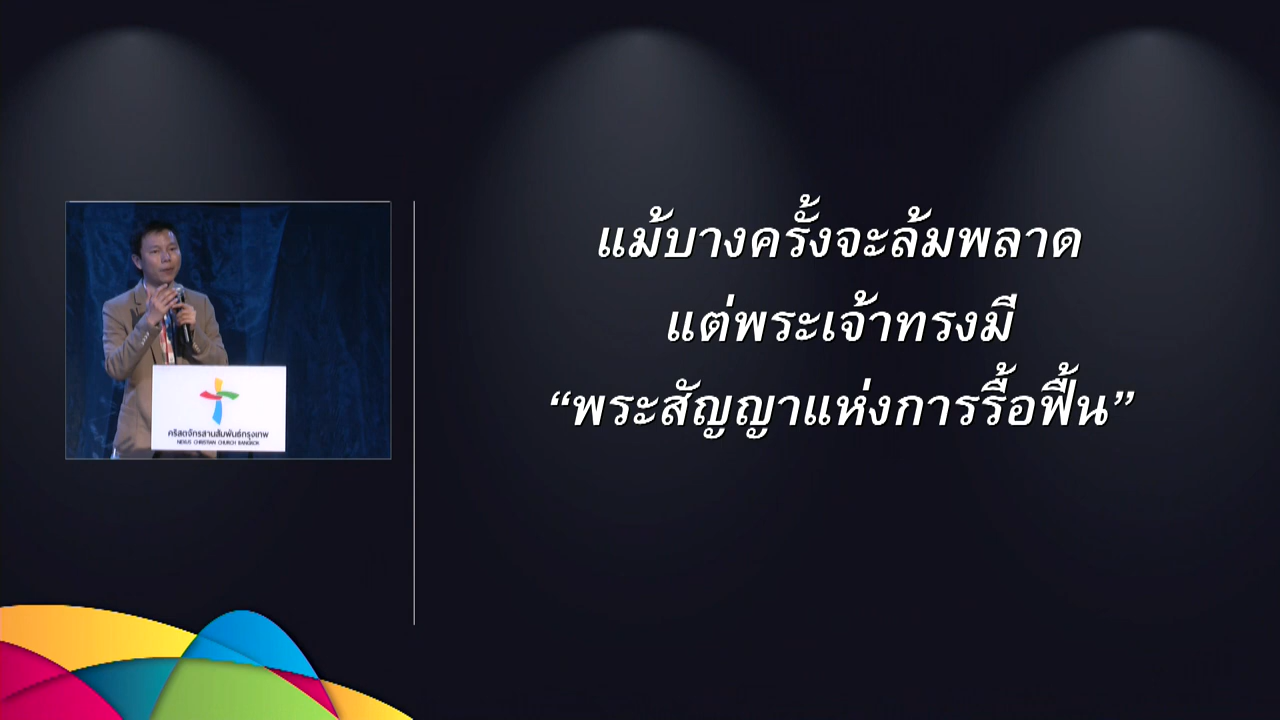 แม้บางครั้งจะล้มพลาด
แต่พระเจ้าทรงมี
“พระสัญญาแห่งการรื้อฟื้น”
คริสตจักรสานสัมพันธ์กรุงเทพ
NEXUS CHRISTIAN CHURCH BANGKOK